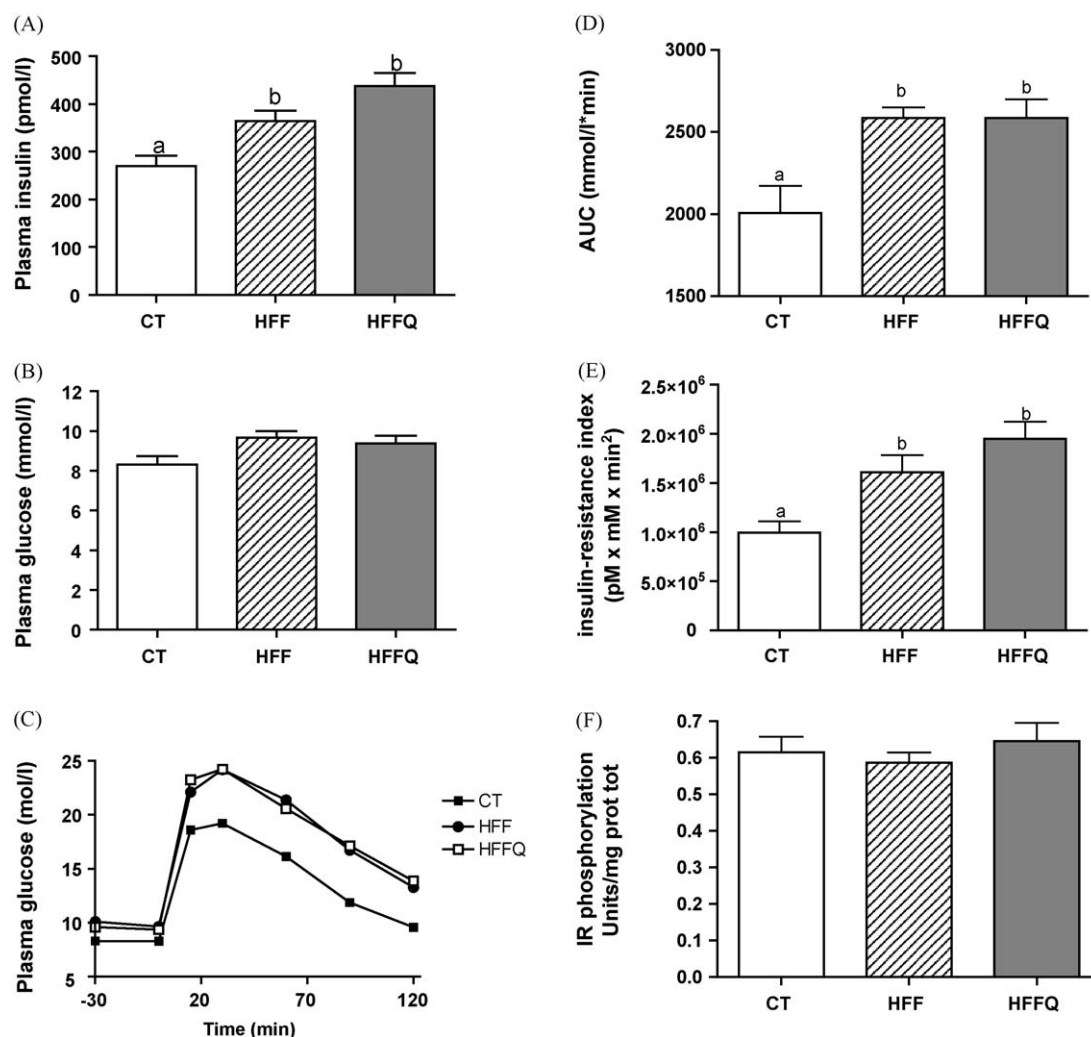 (A)
Plasma insulin (pmol/l)
500
400
300
200
100
0
a
b
b
CT HFF HFFQ
(B)
Plasma glucose (mmol/l)
12
10
8
6
4
2
0
CT HFF HFFQ
(C)
Plasma glucose (mol/l)
25
20
15
10
5
-30 20 70 120
Time (min)
CT
HFF
HFFQ
(D)
AUC (mmol/l*min)
3000
2500
2000
1500
a
b
b
CT HFF HFFQ
(E)
insulin-resistance index
(pM x mM x min²)
2.5×10⁶
2.0×10⁶
1.5×10⁶
1.0×10⁶
5.0×10⁵
0
a
b
b
CT HFF HFFQ
(F)
IR phosphorylation
Units/mg prot tot
0.7
0.6
0.5
0.4
0.3
0.2
0.1
0.0
CT HFF HFFQ